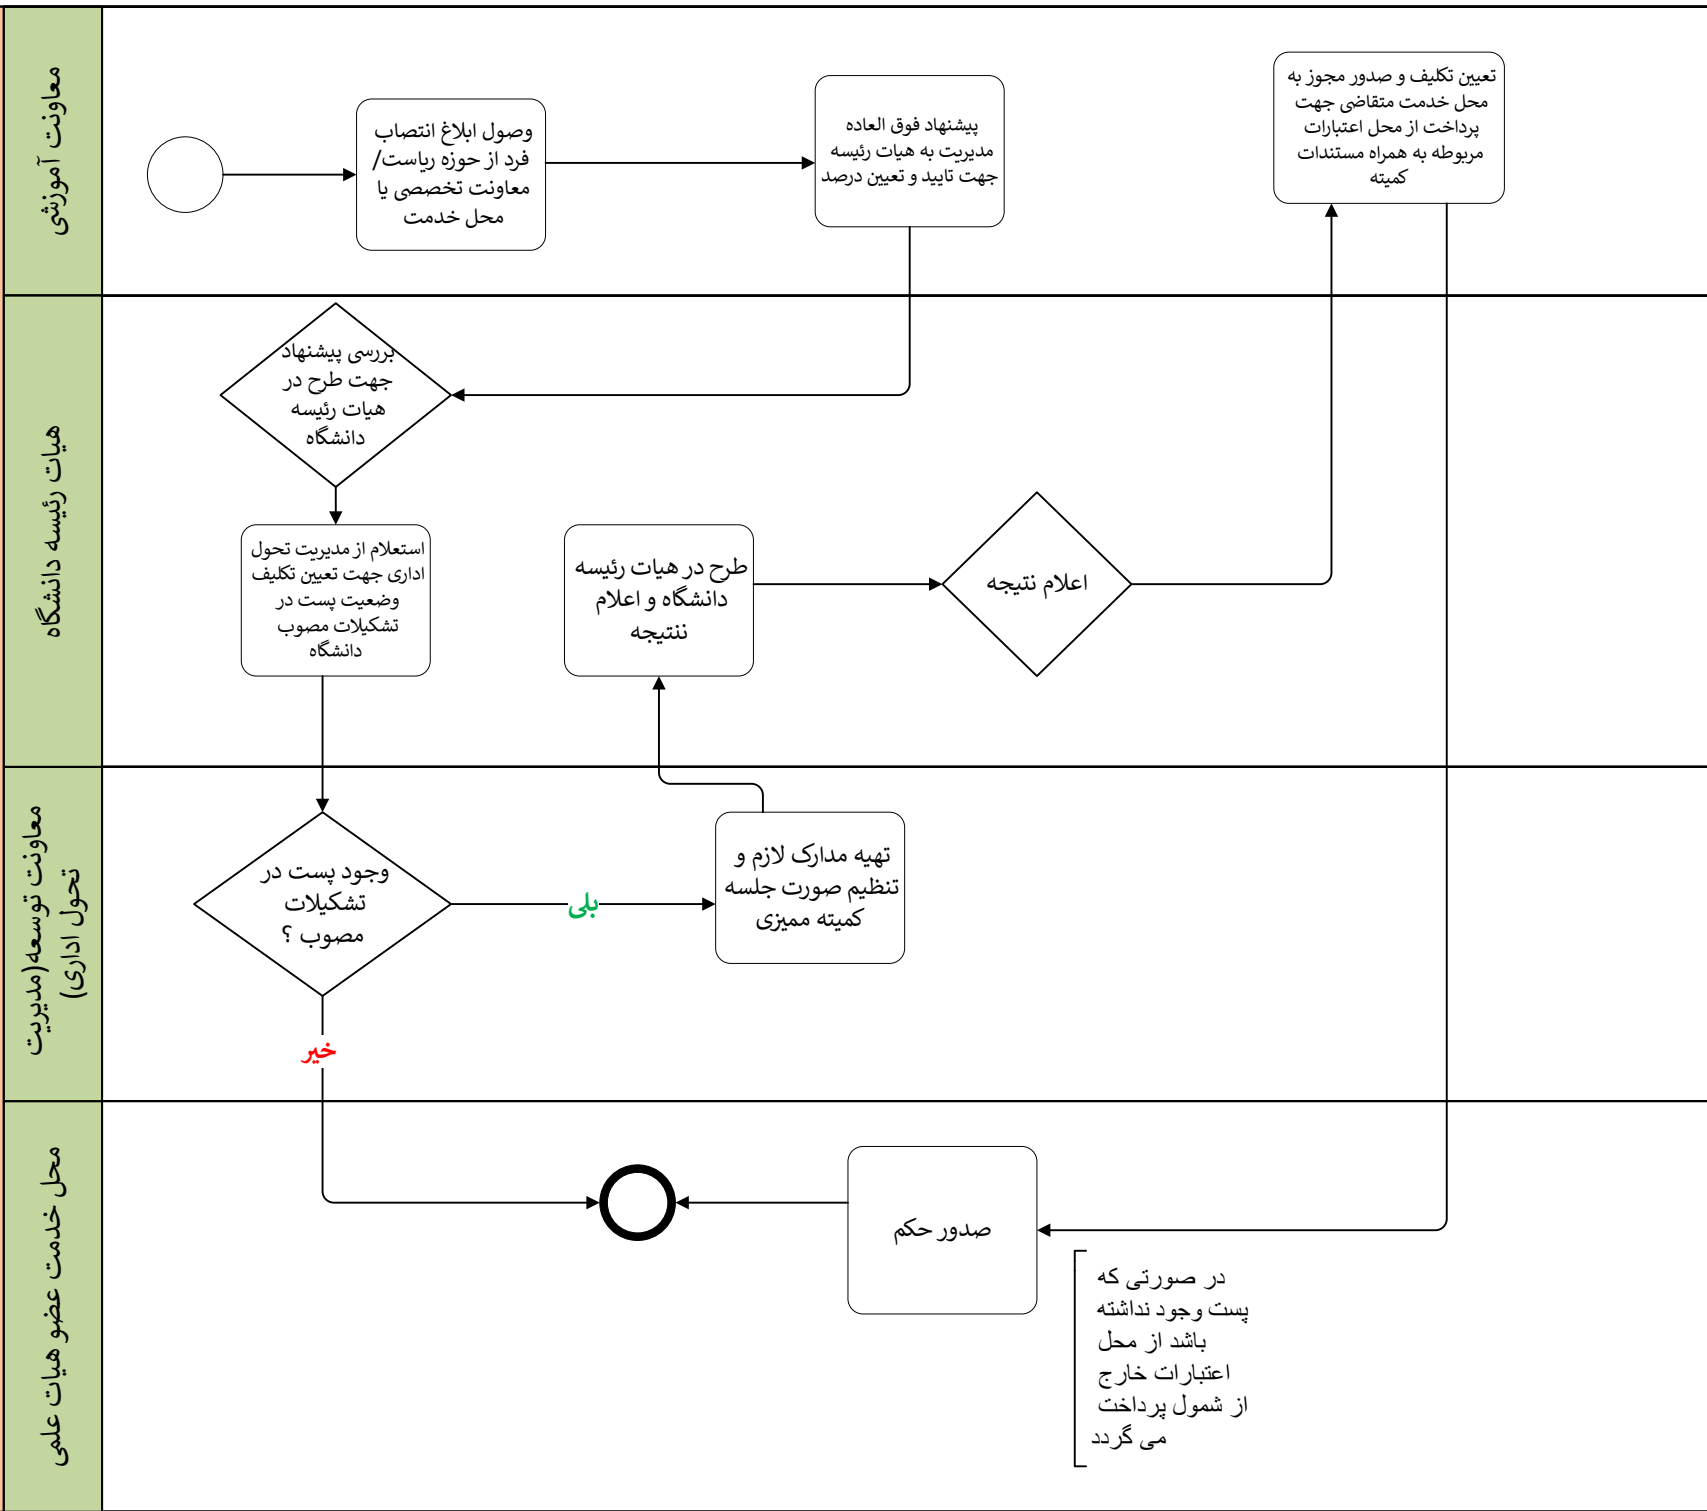 معاونت آموزشی
وصول ابلاغ انتصاب
فرد از حوزه ریاست/
معاونت تخصصی یا
محل خدمت
پیشنهاد فوق العاده
مدیریت به هیات رئیسه
جهت تایید و تعیین درصد
تعیین تکلیف و صدور مجوز به
محل خدمت متقاضی جهت
پرداخت از محل اعتبارات
مربوطه به همراه مستندات
کمیته
هیات رئیسه دانشگاه
بررسی پیشنهاد
جهت طرح در
هیات رئیسه
دانشگاه
استعلام از مدیریت تحول
اداری جهت تعیین تکلیف
وضعیت پست در
تشکیلات مصوب
دانشگاه
طرح در هیات رئیسه
دانشگاه و اعلام
ننتیجه
اعلام نتیجه
معاونت توسعه(مدیریت
تحول اداری)
وجود پست در
تشکیلات
مصوب ؟
بلی
خیر
تهیه مدارک لازم و
تنظیم صورت جلسه
کمیته ممیزی
محل خدمت عضو هیات علمی
صدور حکم
در صورتی که
پست وجود نداشته
باشد از محل
اعتبارات خارج
از شمول پرداخت
می گردد